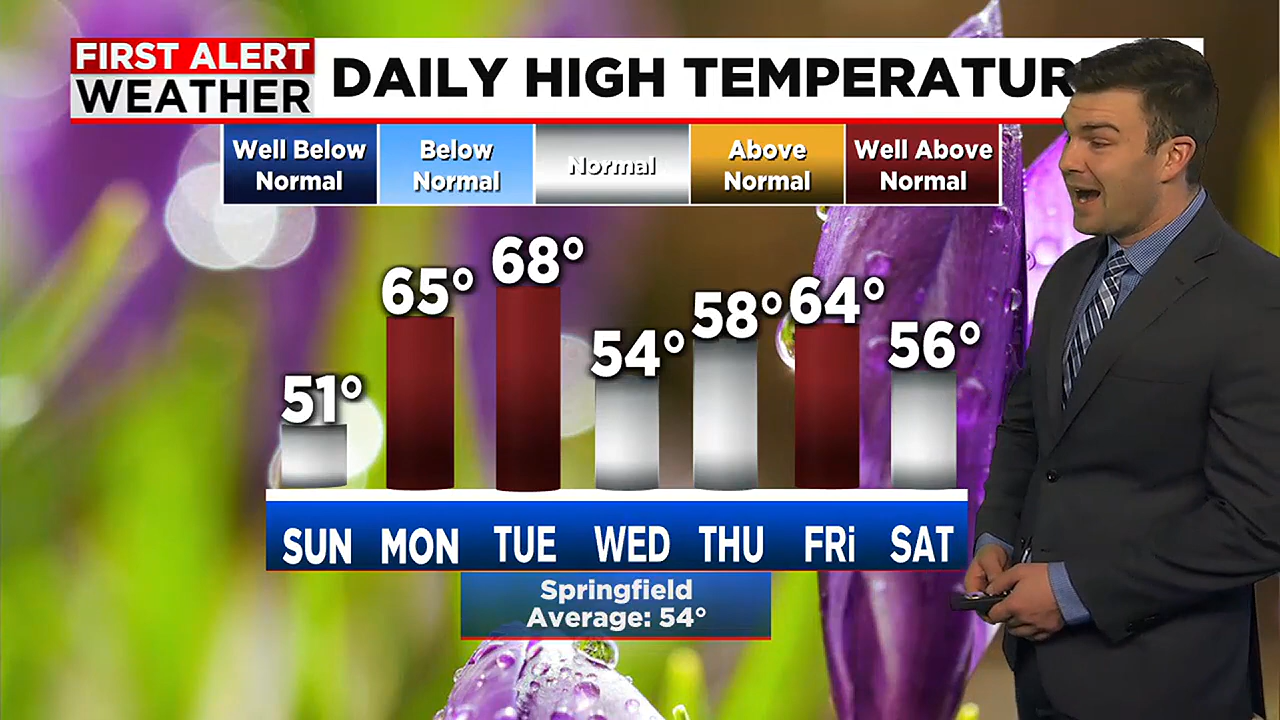 FIRST ALERT
WEATHER
DAILY HIGH TEMPERATUR
Well Below
Normal
Below
Normal
Normal
Above
Normal
Well Above
Normal
51°
65°
68°
54°
58°
64°
56°
SUN MON TUE WED THU FRi SAT
Springfield
Average: 54°